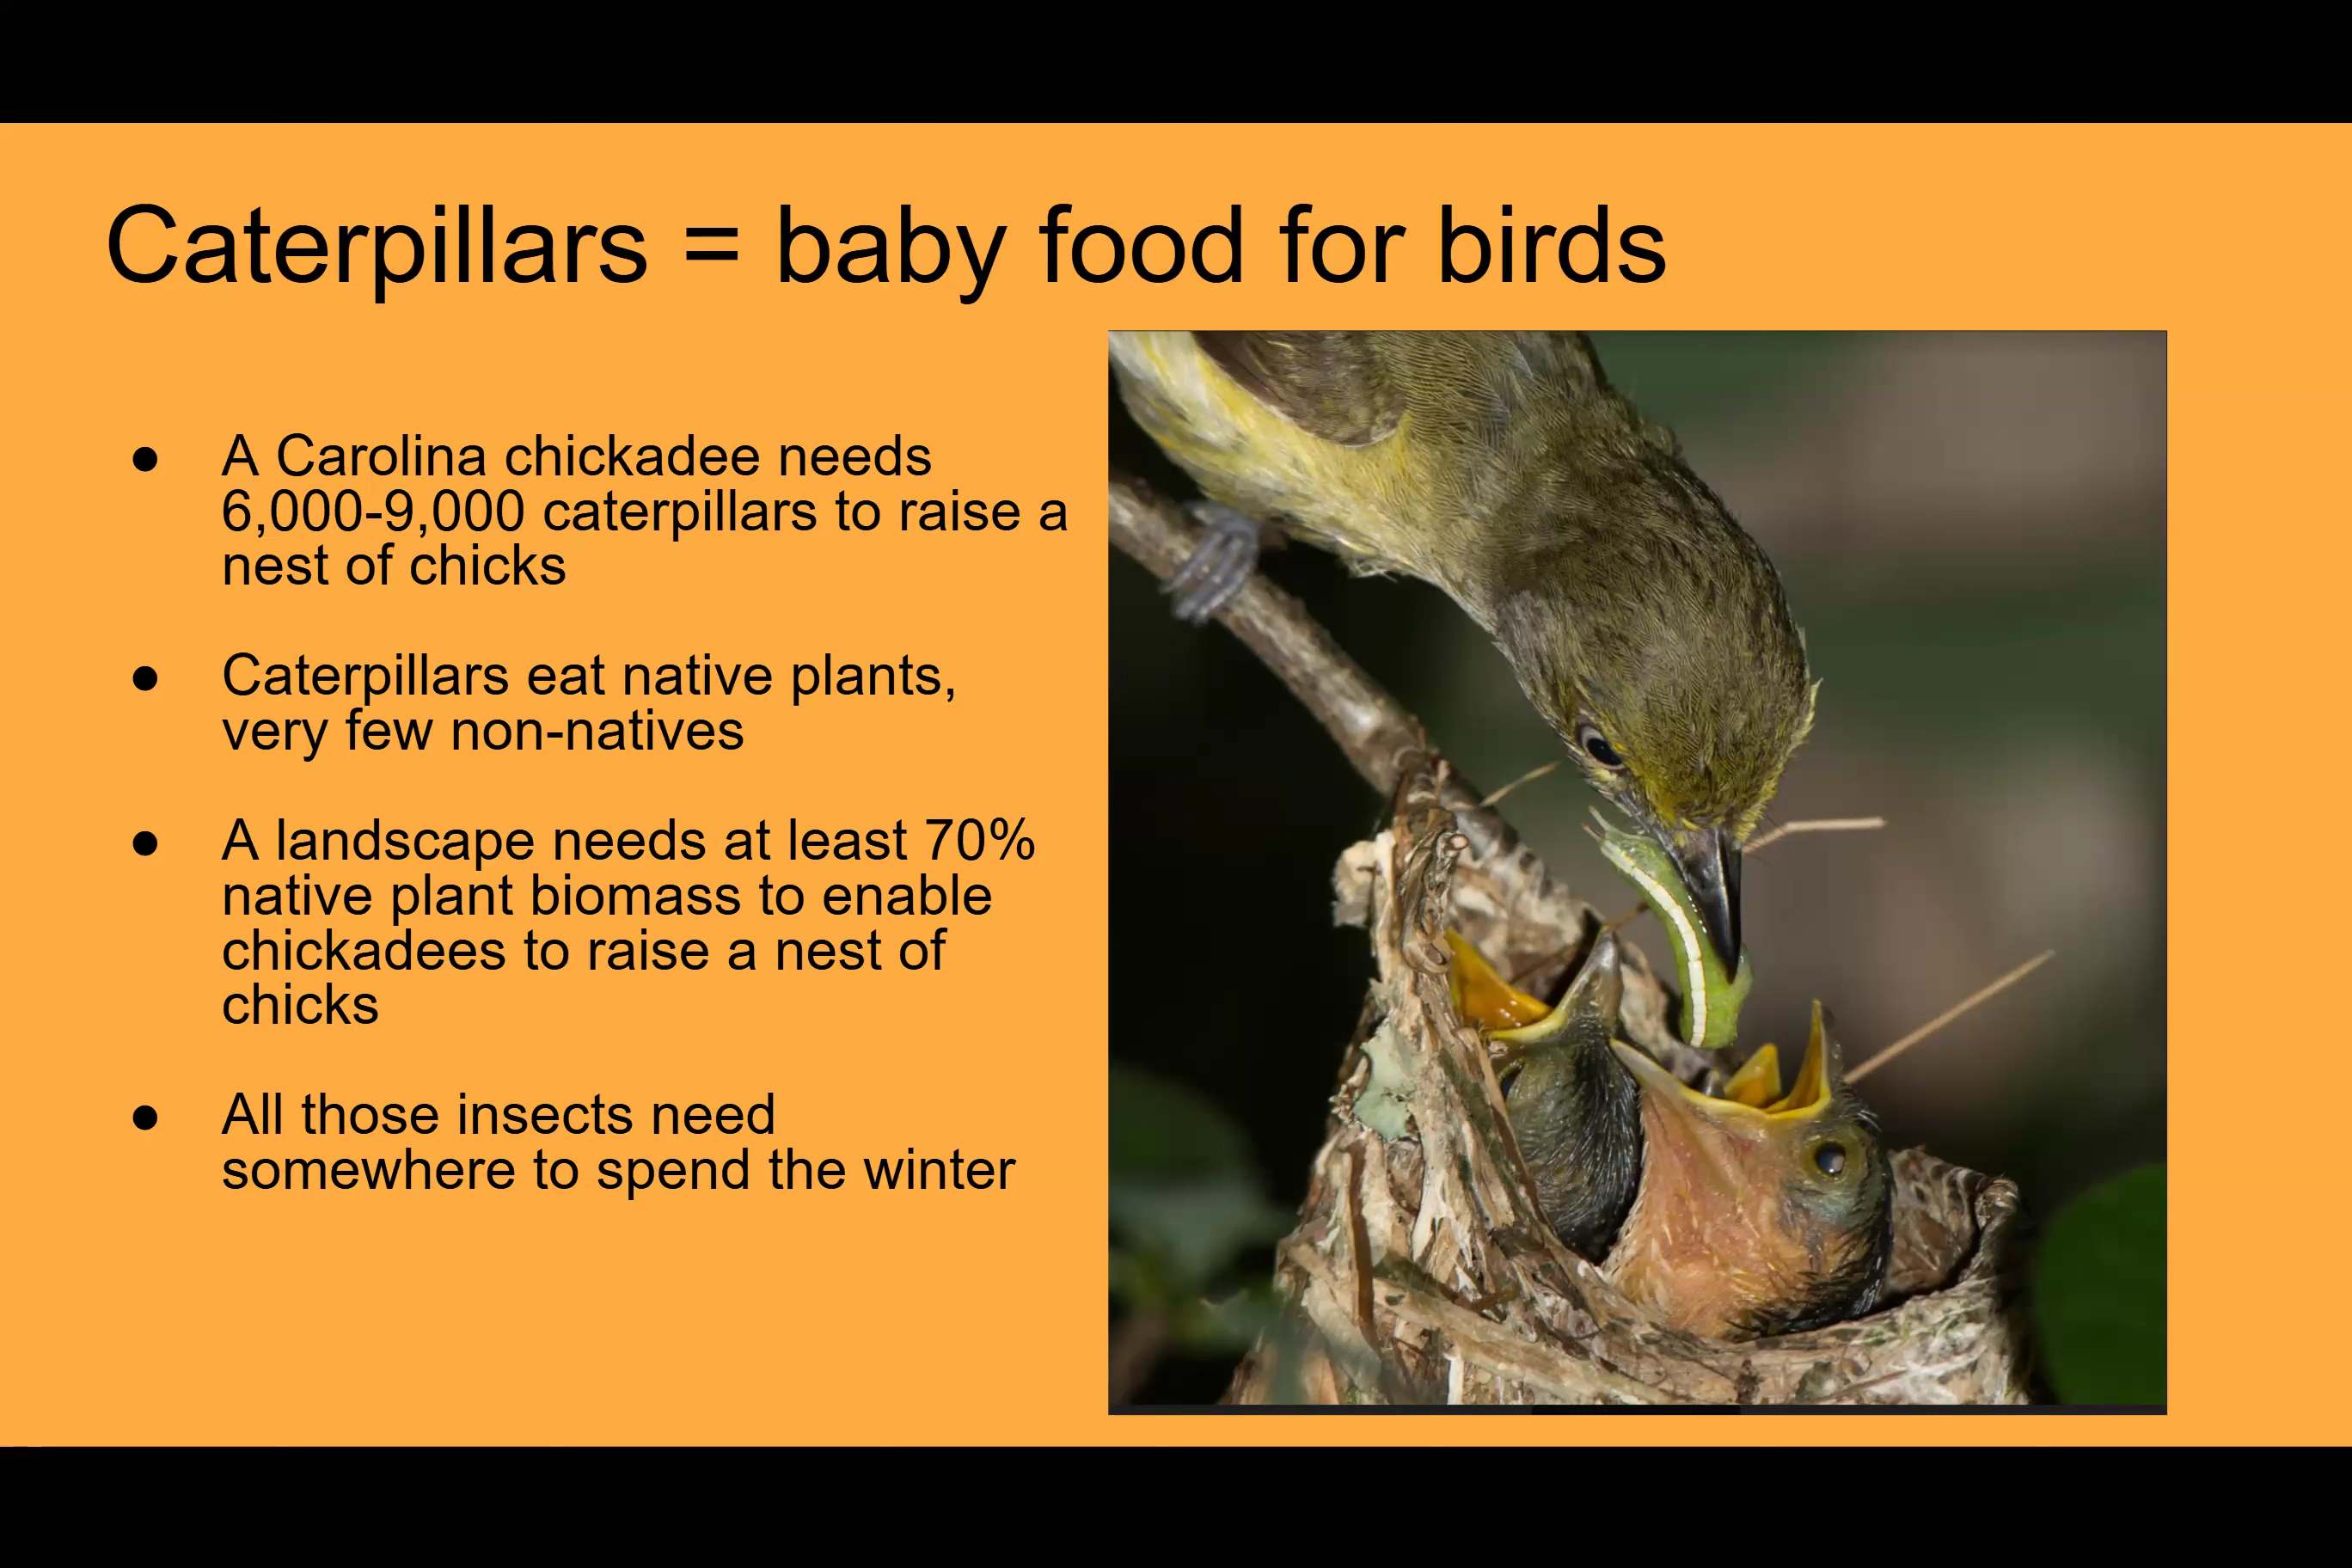 Caterpillars = baby food for birds
● A Carolina chickadee needs
6,000-9,000 caterpillars to raise a
nest of chicks
● Caterpillars eat native plants,
very few non-natives
● A landscape needs at least 70%
native plant biomass to enable
chickadees to raise a nest of
chicks
● All those insects need
somewhere to spend the winter